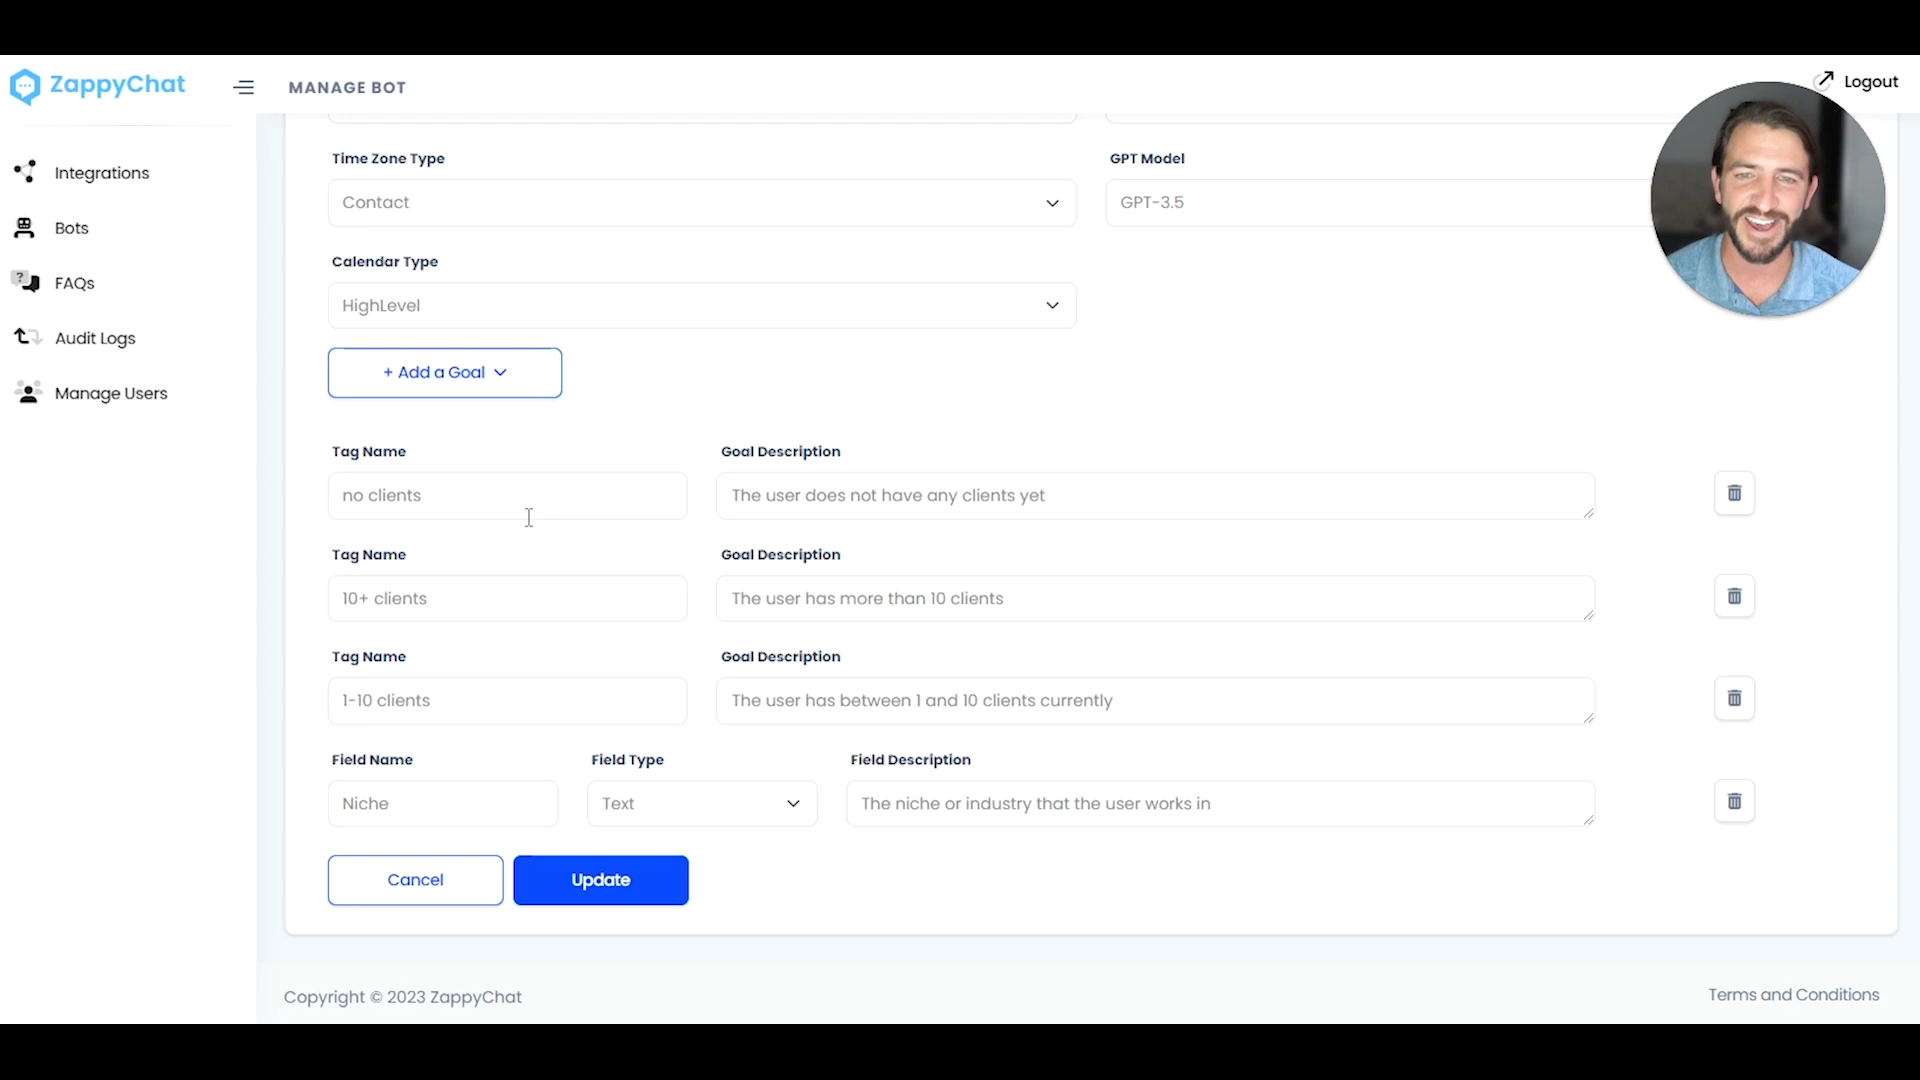 ZappyChat
MANAGE BOT
Logout
Integrations
Bots
FAQs
Audit Logs
Manage Users
Time Zone Type
GPT Model
Contact
GPT-3.5
Calendar Type
HighLevel
+ Add a Goal
Tag Name
Goal Description
no clients
The user does not have any clients yet
Tag Name
Goal Description
10+ clients
The user has more than 10 clients
Tag Name
Goal Description
1-10 clients
The user has between 1 and 10 clients currently
Field Name
Field Type
Field Description
Niche
Text
The niche or industry that the user works in
Cancel
Update
Copyright © 2023 ZappyChat
Terms and Conditions